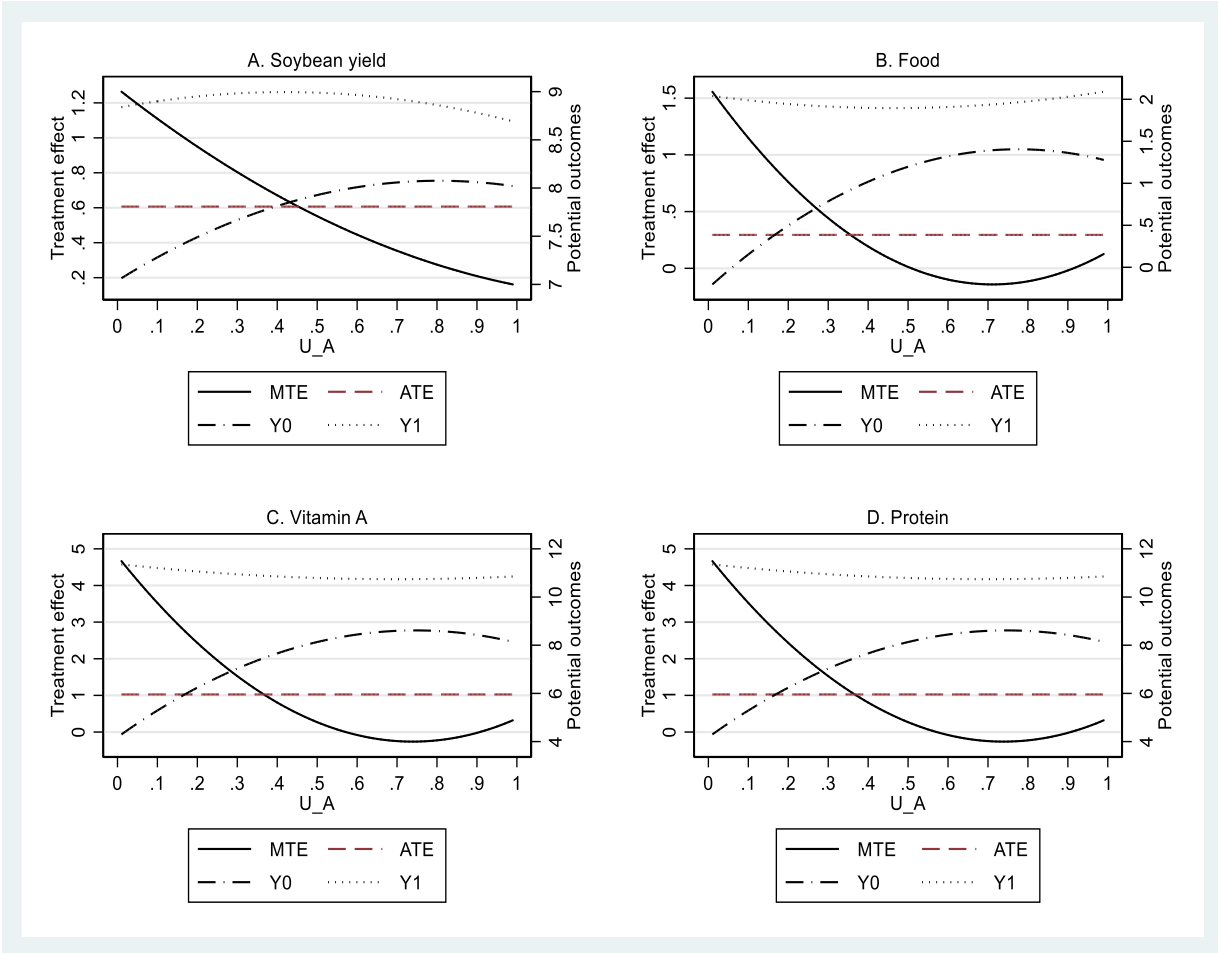 A. Soybean yield
Treatment effect
1.2
1
.8
.6
.4
.2
9
8.5
8
7.5
7
Potential outcomes
0 .1 .2 .3 .4 .5 .6 .7 .8 .9 1
U_A
MTE ATE
Y0 Y1
B. Food
Treatment effect
1.5
1
.5
0
2
1.5
1
.5
0
Potential outcomes
0 .1 .2 .3 .4 .5 .6 .7 .8 .9 1
U_A
MTE ATE
Y0 Y1
C. Vitamin A
Treatment effect
5
4
3
2
1
0
12
10
8
6
4
Potential outcomes
0 .1 .2 .3 .4 .5 .6 .7 .8 .9 1
U_A
MTE ATE
Y0 Y1
D. Protein
Treatment effect
5
4
3
2
1
0
12
10
8
6
4
Potential outcomes
0 .1 .2 .3 .4 .5 .6 .7 .8 .9 1
U_A
MTE ATE
Y0 Y1